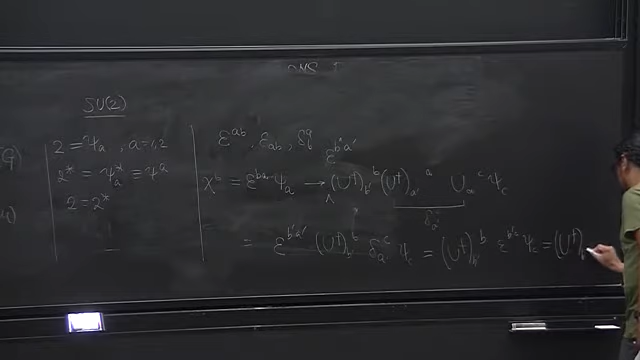 SU(2)
2 = ψ_a , a=1,2
2* = ψ*_a = ψ^a
2 = 2*
ε^{ab} , ε_{ab} , δ^a_b
ε^{b'a'}
χ^b = ε^{ba} ψ_a → (U†)_{b'}^b (U†)_{a'}^a U_a^c ψ_c
δ_{a'}^c
= ε^{b'a'} (U†)_{b'}^b δ_{a'}^c ψ_c = (U†)_{b'}^b ε^{b'c} ψ_c = (U†)